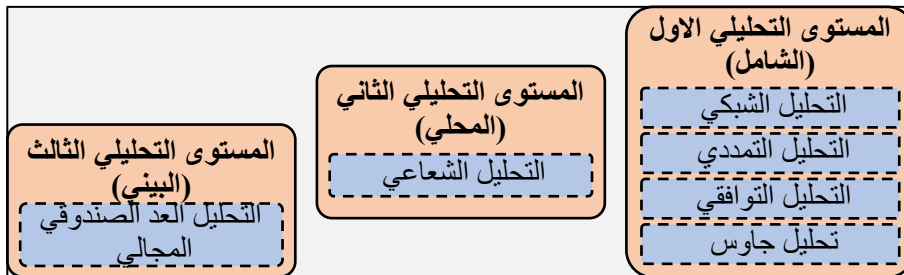 المستوى التحليلي الاول
(الشامل)
التحليل الشبكي
التحليل التمددي
التحليل التوافقي
تحليل جاوس
المستوى التحليلي الثاني
(المحلي)
التحليل الشعاعي
المستوى التحليلي الثالث
(البيني)
التحليل العد الصندوقي
المجالي